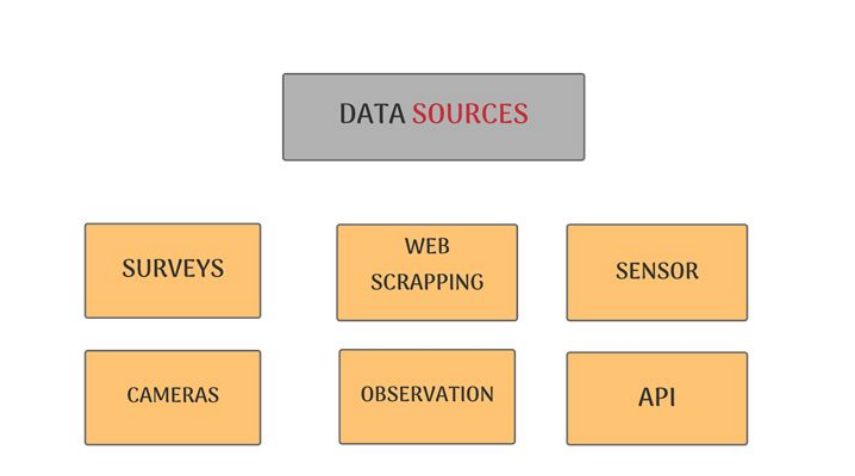 DATA SOURCES
SURVEYS
WEB
SCRAPPING
SENSOR
CAMERAS
OBSERVATION
API